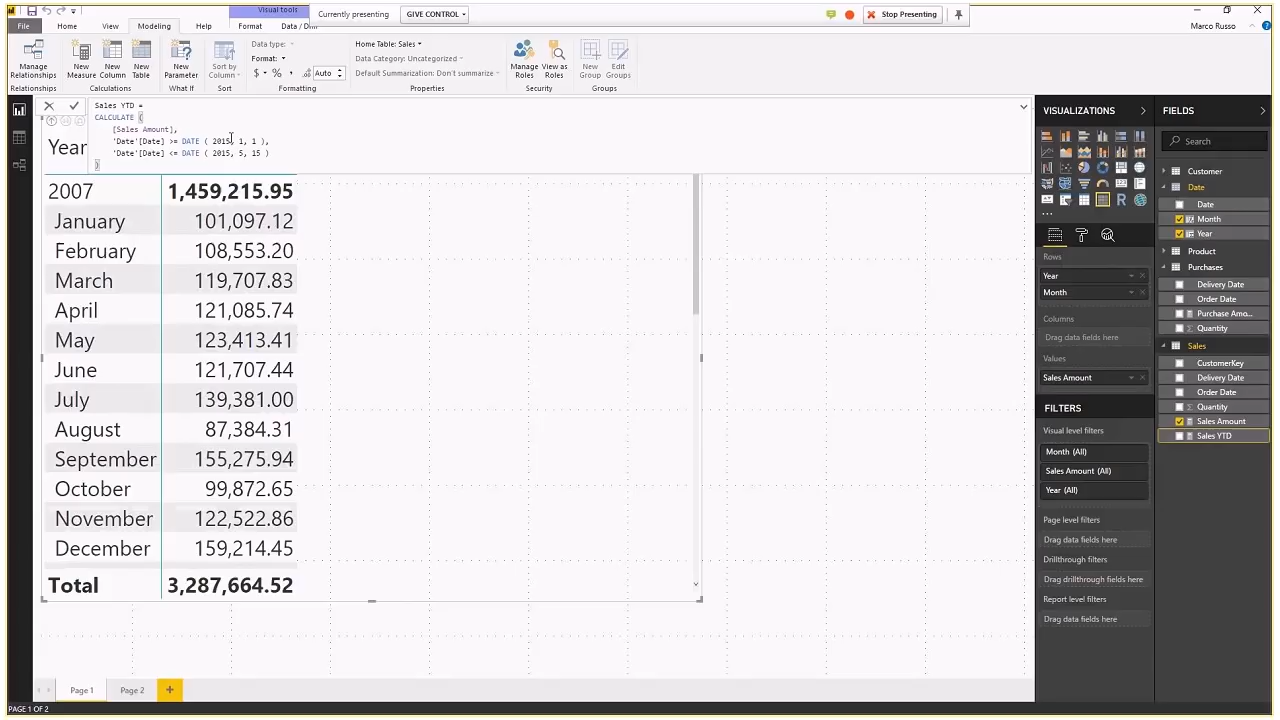 Visual tools
Currently presenting
GIVE CONTROL
Stop Presenting
File
Home
View
Modeling
Help
Format
Marco Russo
Manage
Relationships
Relationships
New
Measure
New
Column
New
Table
Calculations
New
Parameter
What If
Sort by
Column
Sort
Data type:
Format:
$ % , Auto
Formatting
Home Table: Sales
Data Category: Uncategorized
Default Summarization: Don't summarize
Properties
Manage
Roles
View as
Roles
Security
New
Group
Edit
Groups
Groups
Sales YTD =
CALCULATE (
[Sales Amount],
'Date'[Date] >= DATE ( 2015, 1, 1 ),
'Date'[Date] <= DATE ( 2015, 5, 15 )
)
Year
2007 1,459,215.95
January 101,097.12
February 108,553.20
March 119,707.83
April 121,085.74
May 123,413.41
June 121,707.44
July 139,381.00
August 87,384.31
September 155,275.94
October 99,872.65
November 122,522.86
December 159,214.45
Total 3,287,664.52
VISUALIZATIONS
R
Rows
Year
Month
Columns
Drag data fields here
Values
Sales Amount
FILTERS
Visual level filters
Month (All)
Sales Amount (All)
Year (All)
Page level filters
Drag data fields here
Drillthrough filters
Drag drillthrough fields here
Report level filters
Drag data fields here
FIELDS
Search
Customer
Date
Date
Month
Year
Product
Purchases
Delivery Date
Order Date
Purchase Amo...
Quantity
Sales
CustomerKey
Delivery Date
Order Date
Quantity
Sales Amount
Sales YTD
Page 1
Page 2
PAGE 1 OF 2